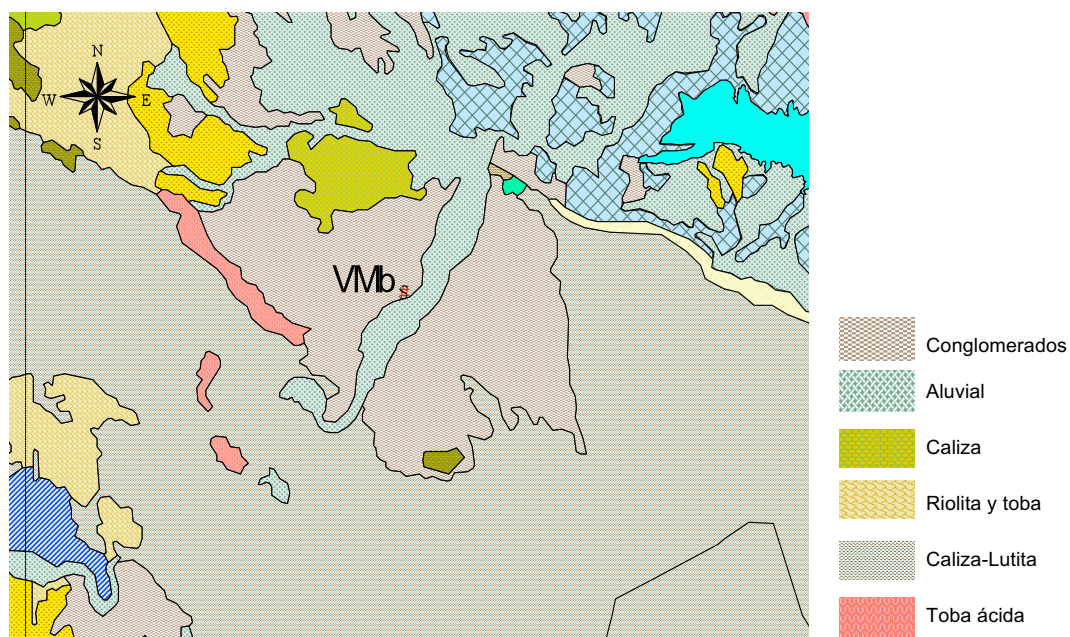 N
W E
S
VMb
Conglomerados
Aluvial
Caliza
Riolita y toba
Caliza-Lutita
Toba ácida